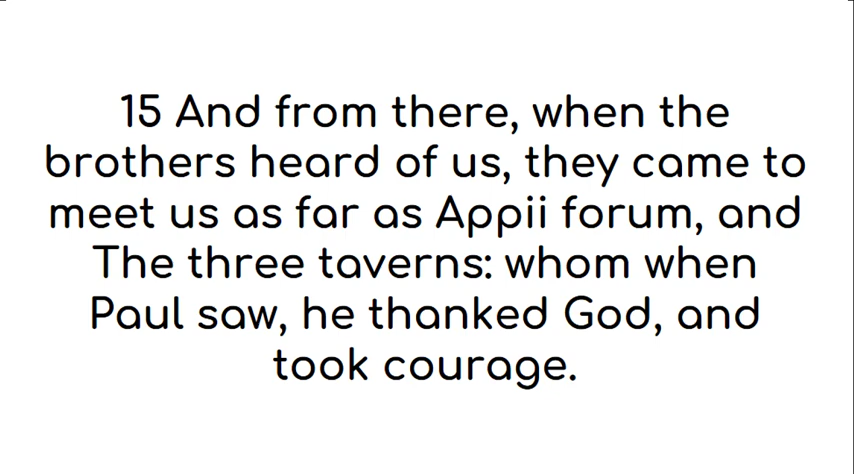 15 And from there, when the
brothers heard of us, they came to
meet us as far as Appii forum, and
The three taverns: whom when
Paul saw, he thanked God, and
took courage.